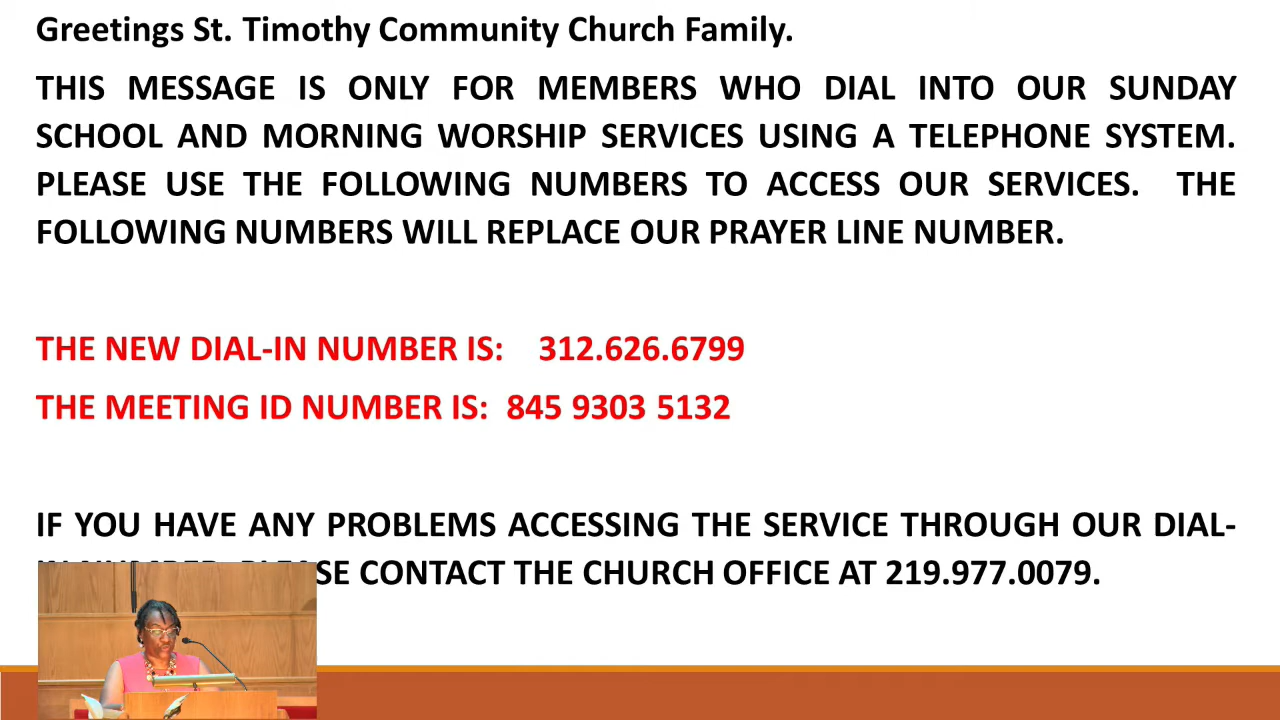 Greetings St. Timothy Community Church Family.
THIS MESSAGE IS ONLY FOR MEMBERS WHO DIAL INTO OUR SUNDAY
SCHOOL AND MORNING WORSHIP SERVICES USING A TELEPHONE SYSTEM.
PLEASE USE THE FOLLOWING NUMBERS TO ACCESS OUR SERVICES. THE
FOLLOWING NUMBERS WILL REPLACE OUR PRAYER LINE NUMBER.
THE NEW DIAL-IN NUMBER IS: 312.626.6799
THE MEETING ID NUMBER IS: 845 9303 5132
IF YOU HAVE ANY PROBLEMS ACCESSING THE SERVICE THROUGH OUR DIAL-
IN NUMBER, PLEASE CONTACT THE CHURCH OFFICE AT 219.977.0079.